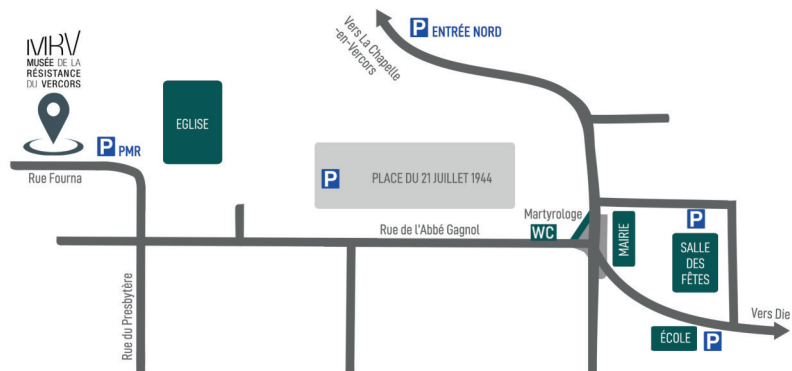 MRV
MUSÉE DE LA
RÉSISTANCE
DU VERCORS
P PMR
Rue Fourna
EGLISE
P ENTRÉE NORD
Vers La Chapelle
-en-Vercors
P PLACE DU 21 JUILLET 1944
Martyrologe
WC
Rue de l'Abbé Gagnol
MAIRIE
P
SALLE
DES
FÊTES
Rue du Presbytère
Vers Die
ÉCOLE P